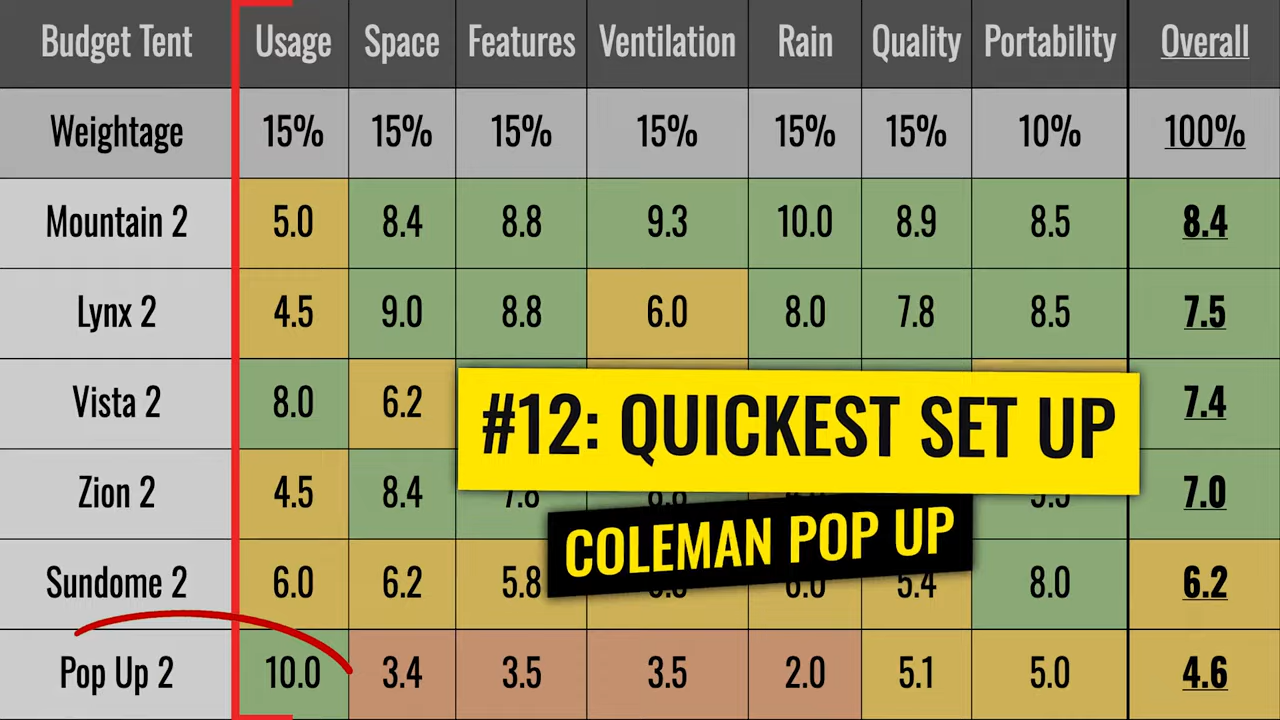 Budget Tent Usage Space Features Ventilation Rain Quality Portability Overall
Weightage 15% 15% 15% 15% 15% 15% 10% 100%
Mountain 2 5.0 8.4 8.8 9.3 10.0 8.9 8.5 8.4
Lynx 2 4.5 9.0 8.8 6.0 8.0 7.8 8.5 7.5
Vista 2 8.0 6.2 7.4
#12: QUICKEST SET UP
Zion 2 4.5 8.4 7.0
COLEMAN POP UP
Sundome 2 6.0 6.2 5.8 5.4 8.0 6.2
Pop Up 2 10.0 3.4 3.5 3.5 2.0 5.1 5.0 4.6